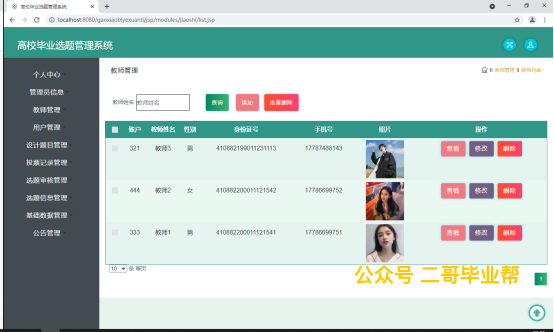 高校毕业选题管理系统
localhost:8080/gaoxiaobiyexuanti/jsp/modules/jiaoshi/list.jsp
高校毕业选题管理系统
个人中心
管理员信息
教师管理
用户管理
设计题目管理
投票记录管理
选题审核管理
选题信息管理
基础数据管理
公告管理
教师管理
教师管理 教师列表
教师姓名 教师姓名 查询 添加 批量删除
账户 教师姓名 性别 身份证号 手机号 照片 操作
321 教师3 男 410882199011231113 17787468143 查看 修改 删除
444 教师2 女 410882200011121542 17786699752 查看 修改 删除
333 教师1 男 410882200011121541 17786699751 查看 修改 删除
10 条 每页
公众号 二哥毕业帮
1